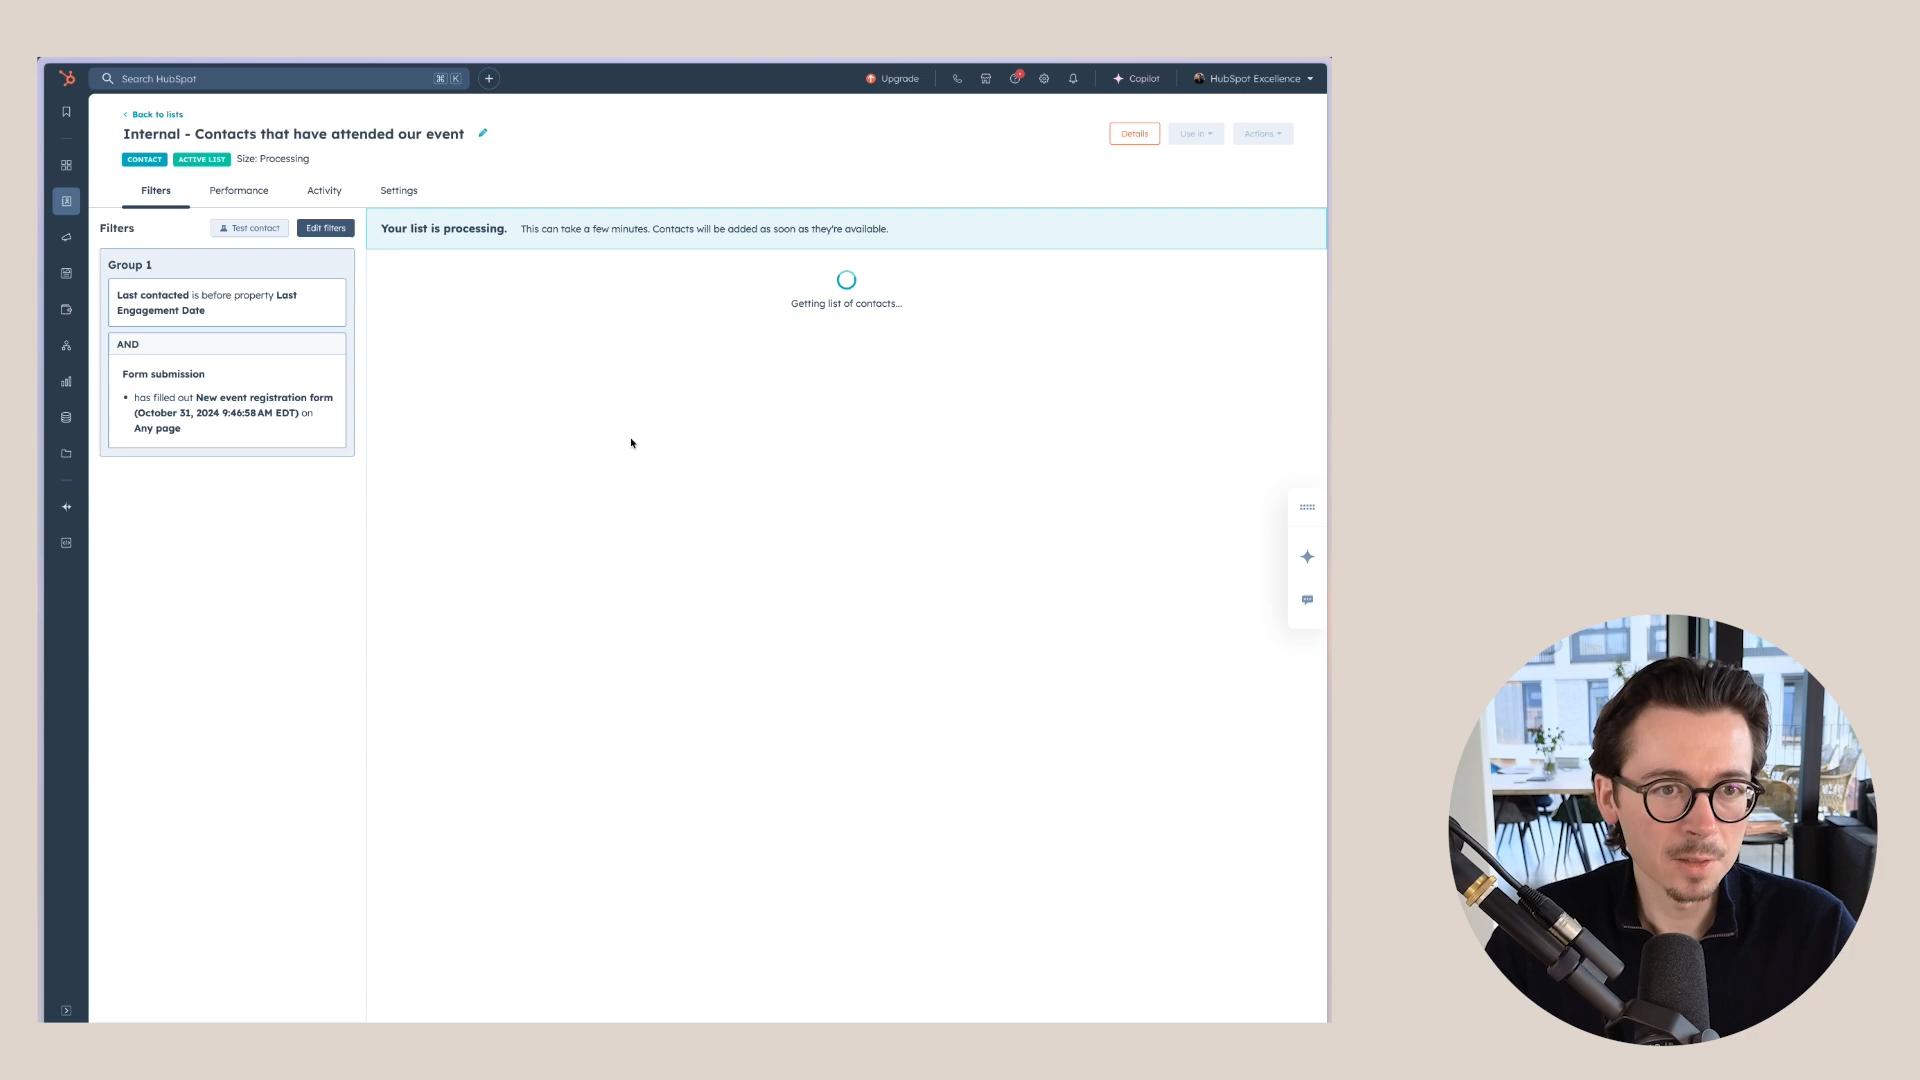 Search HubSpot
⌘ K
Upgrade
Copilot
HubSpot Excellence
Back to lists
Internal - Contacts that have attended our event
Details
Use in
Actions
CONTACT
ACTIVE LIST
Size: Processing
Filters
Performance
Activity
Settings
Filters
Test contact
Edit filters
Your list is processing. This can take a few minutes. Contacts will be added as soon as they're available.
Group 1
Last contacted is before property Last
Engagement Date
AND
Form submission
• has filled out New event registration form
(October 31, 2024 9:46:58 AM EDT) on
Any page
Getting list of contacts...